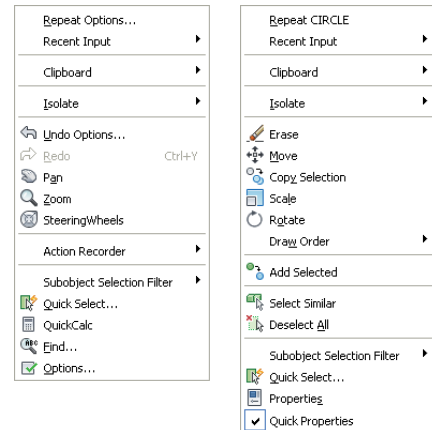 Repeat Options...
Recent Input
Clipboard
Isolate
Undo Options...
Redo Ctrl+Y
Pan
Zoom
SteeringWheels
Action Recorder
Subobject Selection Filter
Quick Select...
QuickCalc
Find...
Options...
Repeat CIRCLE
Recent Input
Clipboard
Isolate
Erase
Move
Copy Selection
Scale
Rotate
Draw Order
Add Selected
Select Similar
Deselect All
Subobject Selection Filter
Quick Select...
Properties
Quick Properties